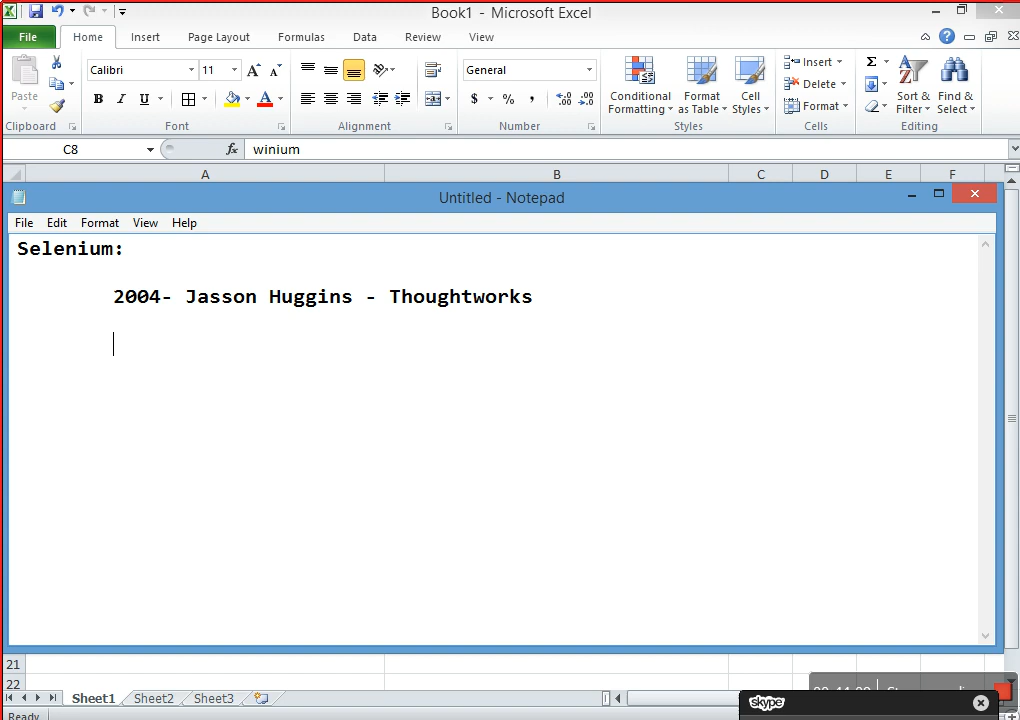 Book1 - Microsoft Excel
File Home Insert Page Layout Formulas Data Review View
Calibri 11 General
Paste
B I U $ % ,
Conditional Formatting
Format as Table
Cell Styles
Insert
Delete
Format
Σ
Sort & Filter
Find & Select
Clipboard Font Alignment Number Styles Cells Editing
C8 fx winium
A B C D E F
Untitled - Notepad
File Edit Format View Help
Selenium:
2004- Jasson Huggins - Thoughtworks
21
22
Sheet1 Sheet2 Sheet3
skype
Ready